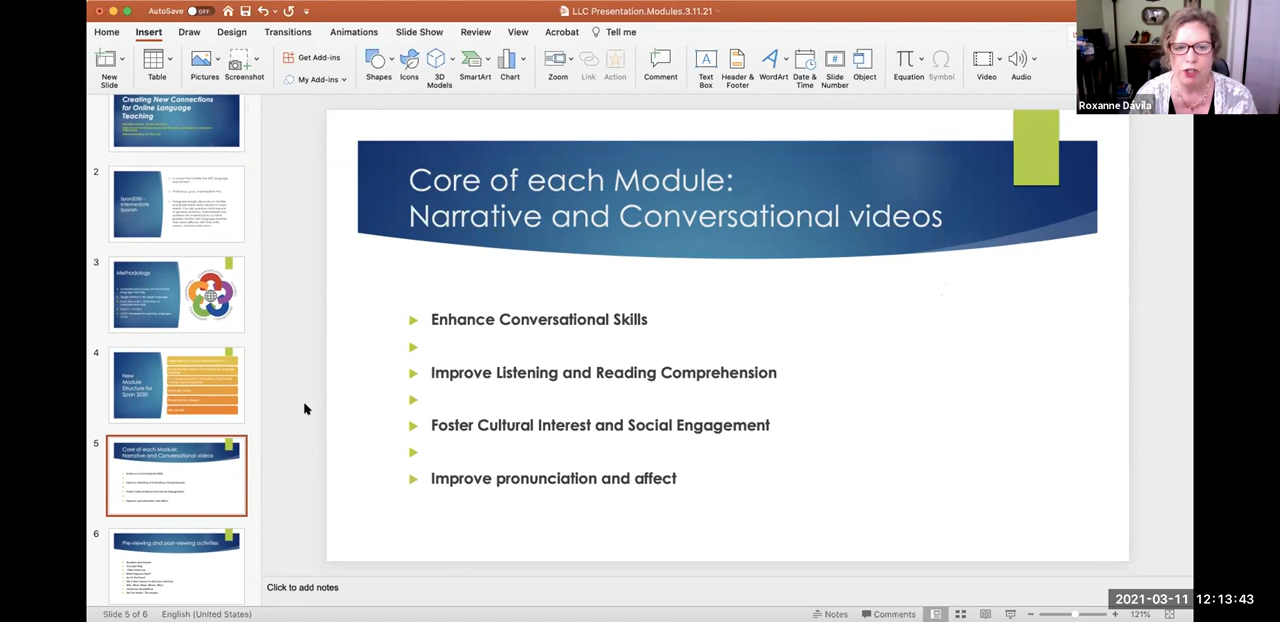 AutoSave OFF
LLC Presentation.Modules.3.11.21
Home Insert Draw Design Transitions Animations Slide Show Review View Acrobat Tell me
New Slide
Table
Pictures
Screenshot
Get Add-ins
My Add-ins
Shapes
Icons
3D Models
SmartArt
Chart
Zoom
Link
Action
Comment
Text Box
Header & Footer
WordArt
Date & Time
Slide Number
Object
Equation
Symbol
Video
Audio
Roxanne Dávila
Creating New Connections
for Online Language
Teaching
2
Span2030 -
Intermediate
Spanish
3
Methodology
4
New
Module
Structure for
Span 2030
5
Core of each Module:
Narrative and Conversational videos
6
Pre-viewing and post-viewing activities
Core of each Module:
Narrative and Conversational videos
Enhance Conversational Skills
Improve Listening and Reading Comprehension
Foster Cultural Interest and Social Engagement
Improve pronunciation and affect
Click to add notes
2021-03-11 12:13:43
Slide 5 of 6 English (United States) Notes Comments 121%